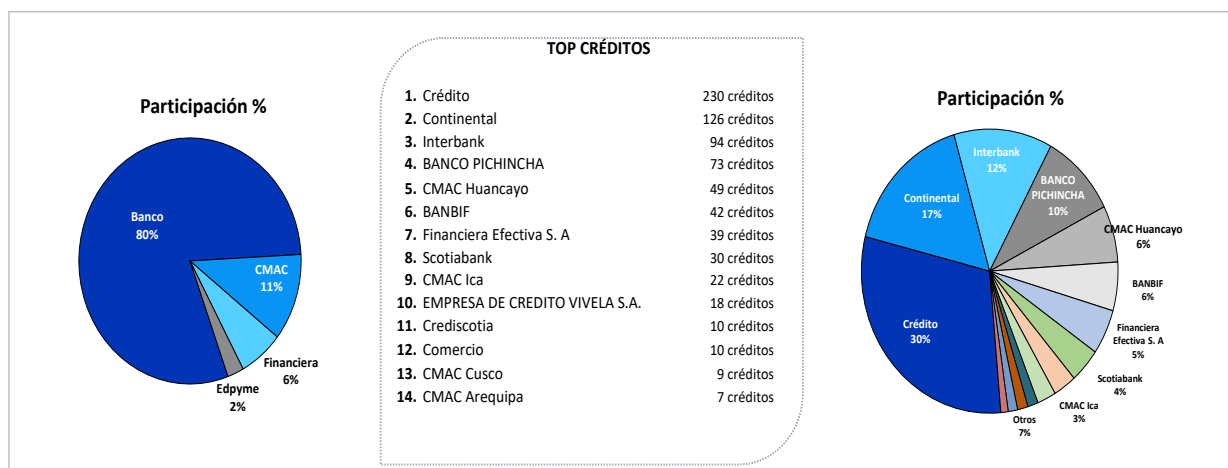 Participación %
Banco
80%
CMAC
11%
Financiera
6%
Edpyme
2%
TOP CRÉDITOS
1. Crédito 230 créditos
2. Continental 126 créditos
3. Interbank 94 créditos
4. BANCO PICHINCHA 73 créditos
5. CMAC Huancayo 49 créditos
6. BANBIF 42 créditos
7. Financiera Efectiva S. A 39 créditos
8. Scotiabank 30 créditos
9. CMAC Ica 22 créditos
10. EMPRESA DE CREDITO VIVELA S.A. 18 créditos
11. Crediscotia 10 créditos
12. Comercio 10 créditos
13. CMAC Cusco 9 créditos
14. CMAC Arequipa 7 créditos
Participación %
Interbank
12%
BANCO
PICHINCHA
10%
Continental
17%
CMAC Huancayo
6%
BANBIF
6%
Crédito
30%
Financiera
Efectiva S. A
5%
Scotiabank
4%
CMAC Ica
3%
Otros
7%